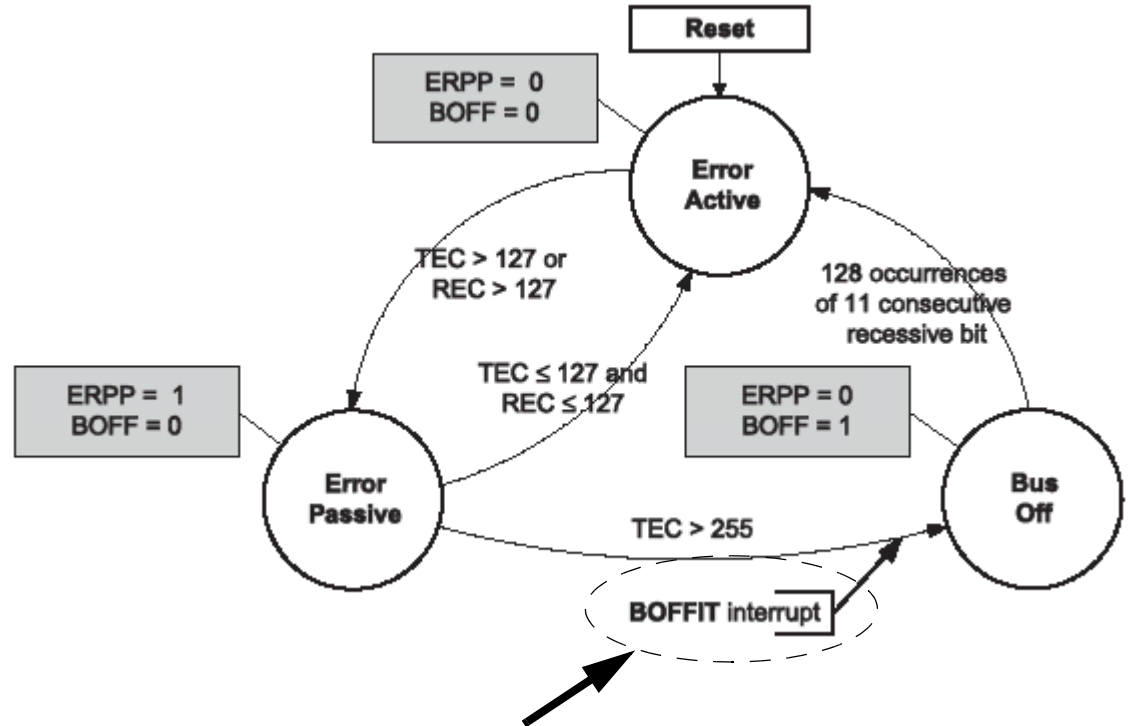 Reset
ERPP = 0
BOFF = 0
Error
Active
TEC > 127 or
REC > 127
128 occurrences
of 11 consecutive
recessive bit
TEC ≤ 127 and
REC ≤ 127
ERPP = 1
BOFF = 0
ERPP = 0
BOFF = 1
Error
Passive
Bus
Off
TEC > 255
BOFFIT interrupt